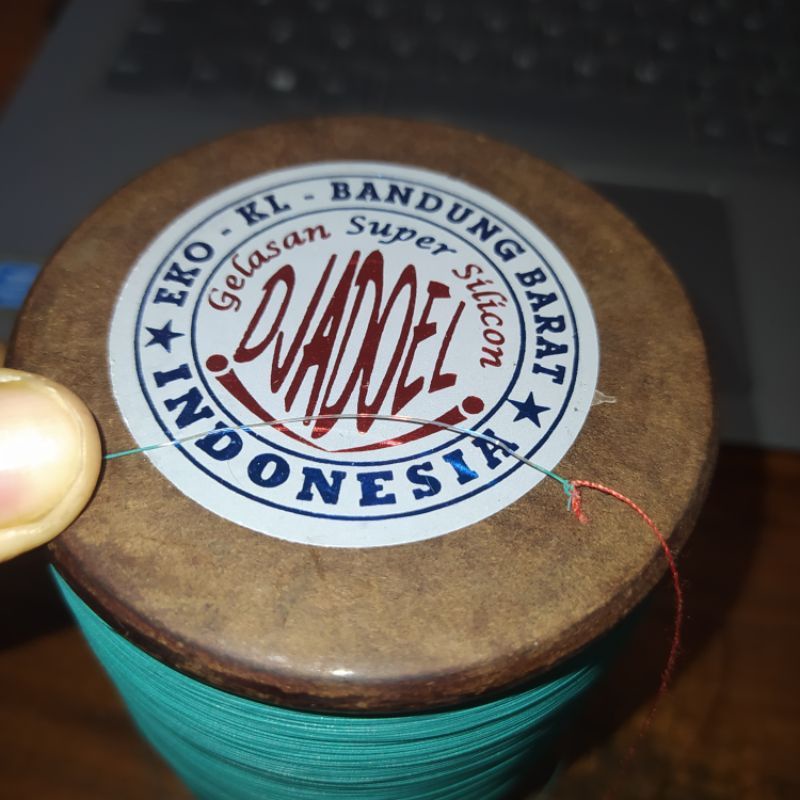 EKO - KL - BANDUNG BARAT
Gelasan Super Silicon
DJADOEL
INDONESIA